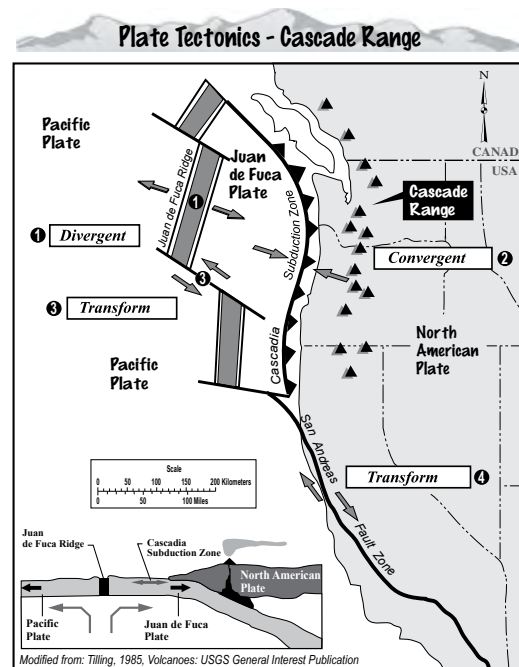 Plate Tectonics - Cascade Range
N
CANADA
USA
Pacific
Plate
Juan de Fuca Ridge
Juan
de Fuca
Plate
1
Subduction Zone
Cascadia
Cascade
Range
1 Divergent
Convergent 2
3
3 Transform
North
American
Plate
Pacific
Plate
San Andreas
Fault Zone
Transform 4
Scale
0 50 100 150 200 Kilometers
0 50 100 Miles
Juan
de Fuca Ridge
Cascadia
Subduction Zone
North American
Plate
Pacific
Plate
Juan de Fuca
Plate
Modified from: Tilling, 1985, Volcanoes: USGS General Interest Publication